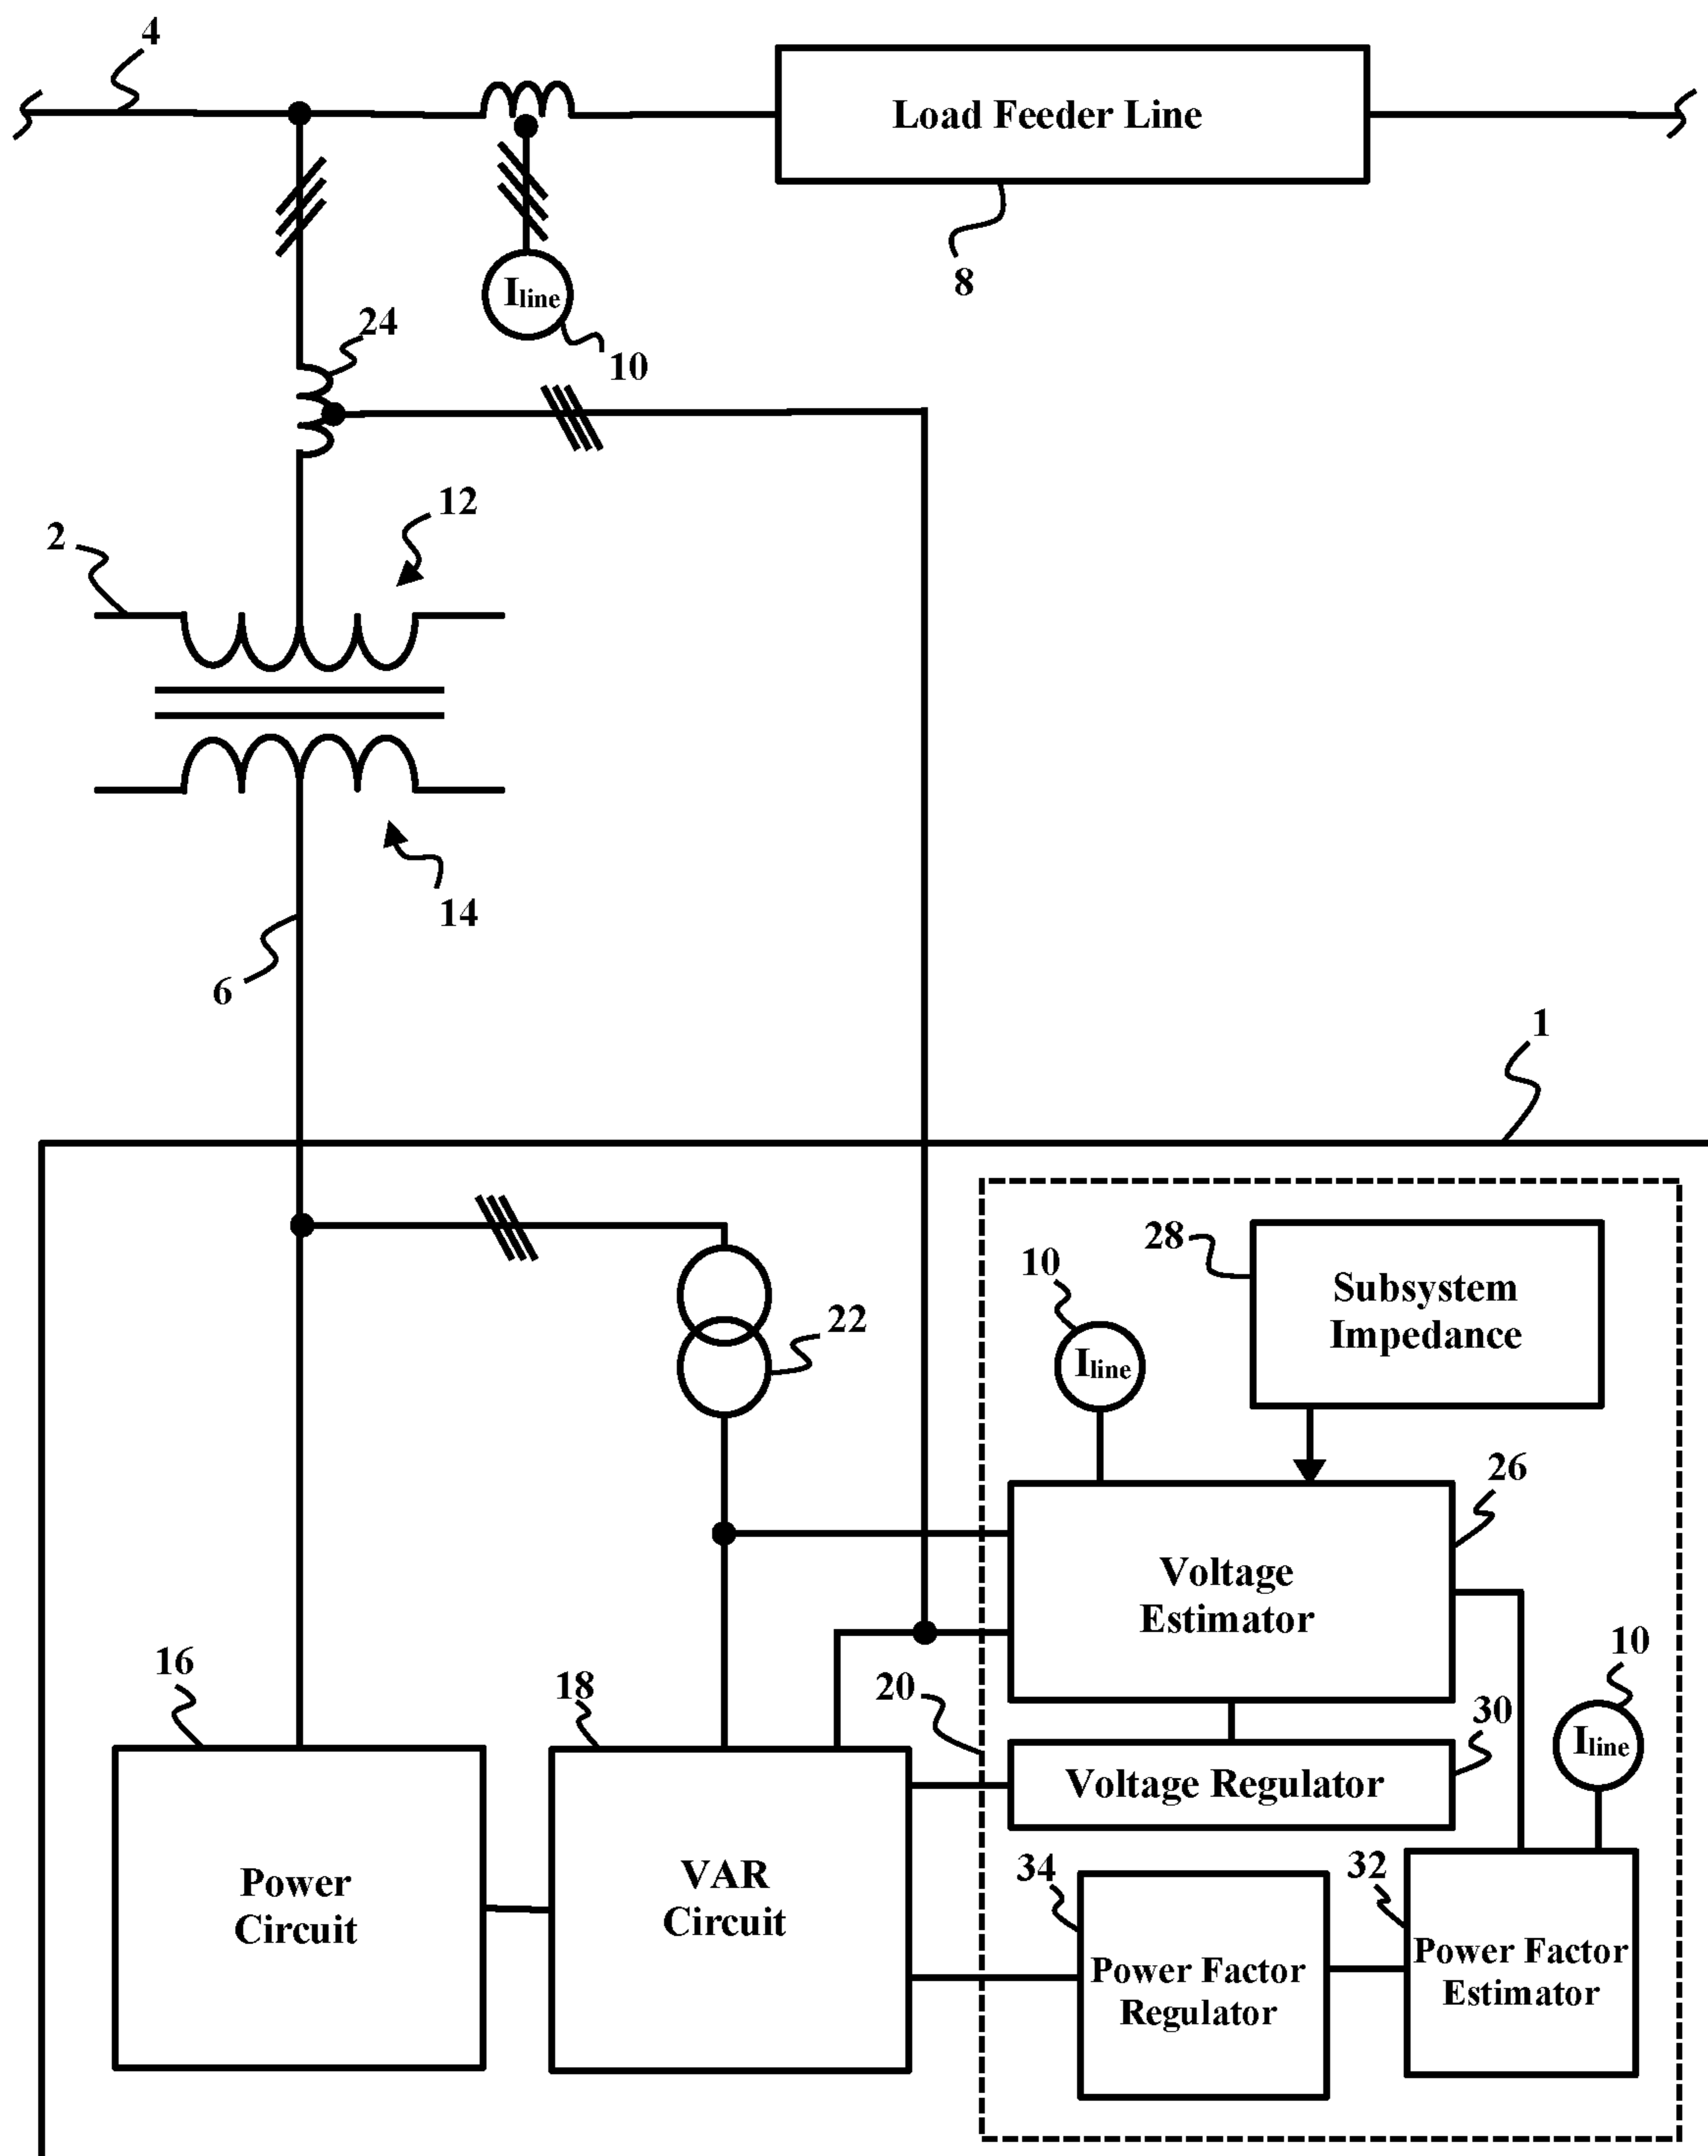 4
Load Feeder Line
8
Iline
10
24
12
2
14
6
1
28
Subsystem
Impedance
10
Iline
22
26
Voltage
Estimator
16
18
20
30
10
Iline
Voltage Regulator
34
32
Power
Circuit
VAR
Circuit
Power Factor
Regulator
Power Factor
Estimator